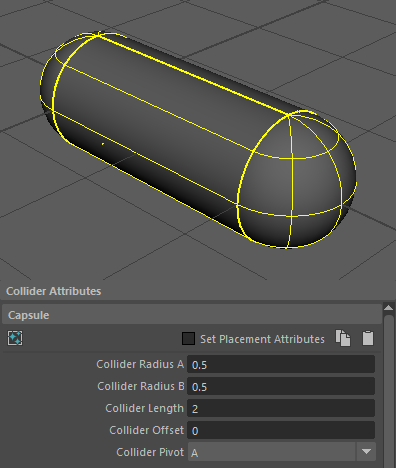 Collider Attributes
Capsule
Set Placement Attributes
Collider Radius A 0.5
Collider Radius B 0.5
Collider Length 2
Collider Offset 0
Collider Pivot A